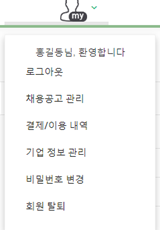 my
홍길동님, 환영합니다
로그아웃
채용공고 관리
결제/이용 내역
기업 정보 관리
비밀번호 변경
회원 탈퇴